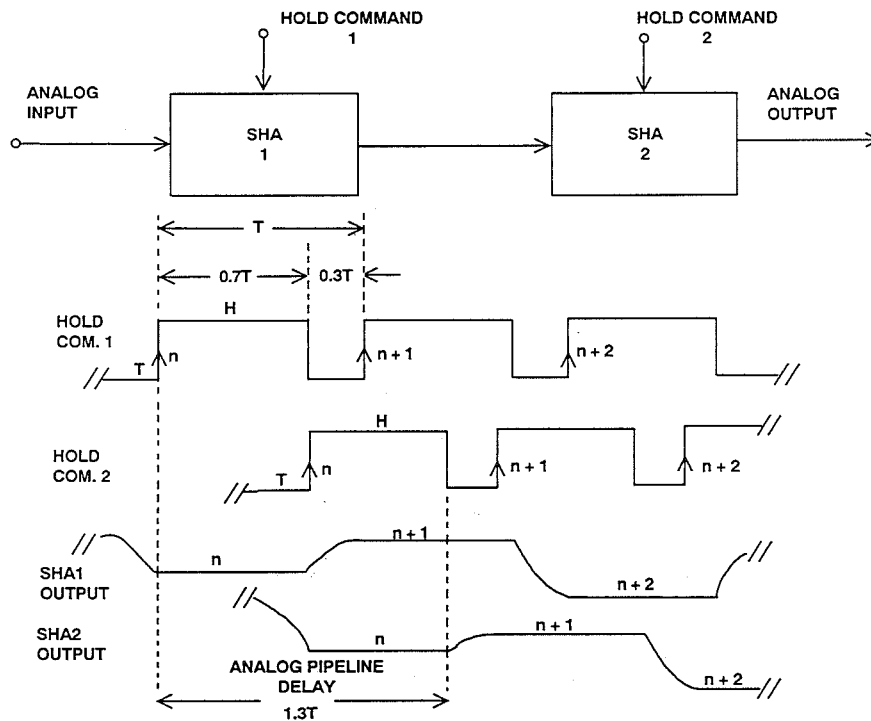 HOLD COMMAND
1
HOLD COMMAND
2
ANALOG
INPUT
SHA
1
SHA
2
ANALOG
OUTPUT
T
0.7T
0.3T
HOLD
COM. 1
T
n
H
n + 1
n + 2
HOLD
COM. 2
T
n
H
n + 1
n + 2
SHA1
OUTPUT
n
n + 1
n + 2
SHA2
OUTPUT
n
n + 1
n + 2
ANALOG PIPELINE
DELAY
1.3T